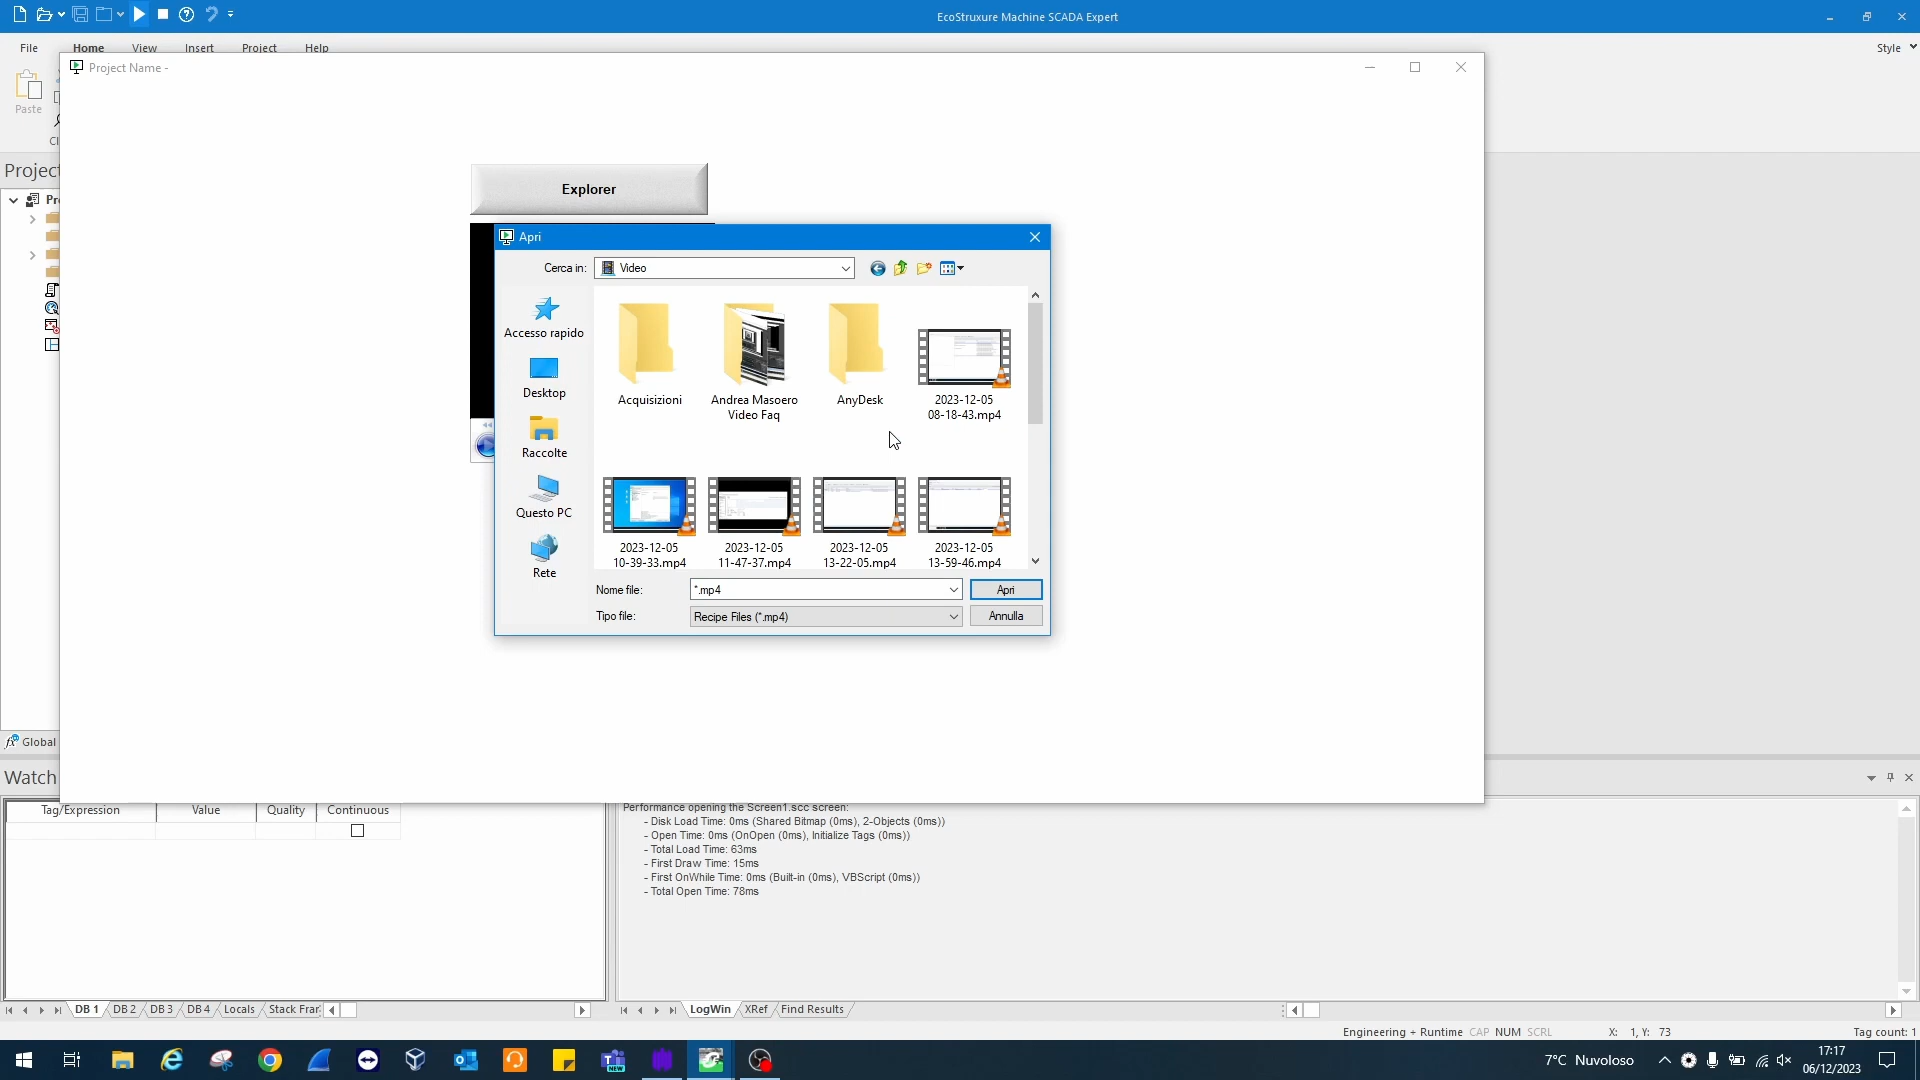 EcoStruxure Machine SCADA Expert
File Home View Insert Project Help
Style
Project Name -
Paste
Project
Explorer
Apri
Cerca in: Video
Accesso rapido
Desktop
Raccolte
Questo PC
Rete
Acquisizioni
Andrea Masoero
Video Faq
AnyDesk
2023-12-05
08-18-43.mp4
2023-12-05
10-39-33.mp4
2023-12-05
11-47-37.mp4
2023-12-05
13-22-05.mp4
2023-12-05
13-59-46.mp4
Nome file: *.mp4 Apri
Tipo file: Recipe Files (*.mp4) Annulla
Global
Watch
Tag/Expression Value Quality Continuous
Performance opening the Screen1.scc screen:
- Disk Load Time: 0ms (Shared Bitmap (0ms), 2-Objects (0ms))
- Open Time: 0ms (OnOpen (0ms), Initialize Tags (0ms))
- Total Load Time: 63ms
- First Draw Time: 15ms
- First OnWhile Time: 0ms (Built-in (0ms), VBScript (0ms))
- Total Open Time: 78ms
DB 1 DB 2 DB 3 DB 4 Locals Stack Fran
LogWin XRef Find Results
Engineering + Runtime CAP NUM SCRL X: 1, Y: 73 Tag count: 1
7°C Nuvoloso
17:17
06/12/2023